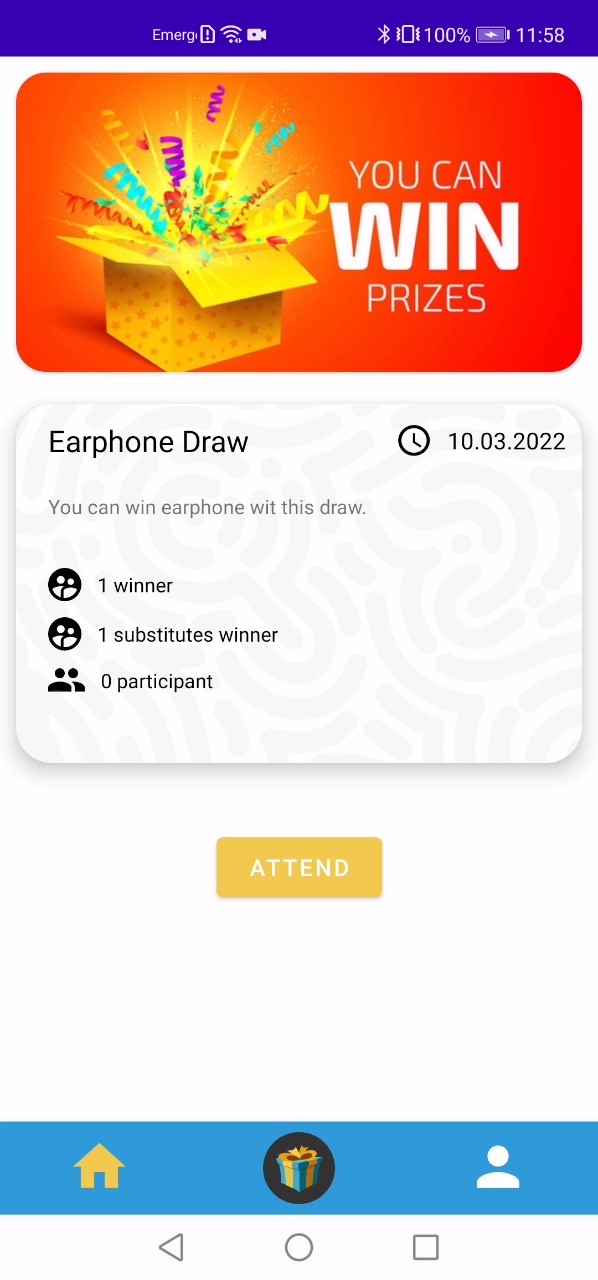 Emerg
100%
11:58
YOU CAN
WIN
PRIZES
Earphone Draw
10.03.2022
You can win earphone wit this draw.
1 winner
1 substitutes winner
0 participant
ATTEND